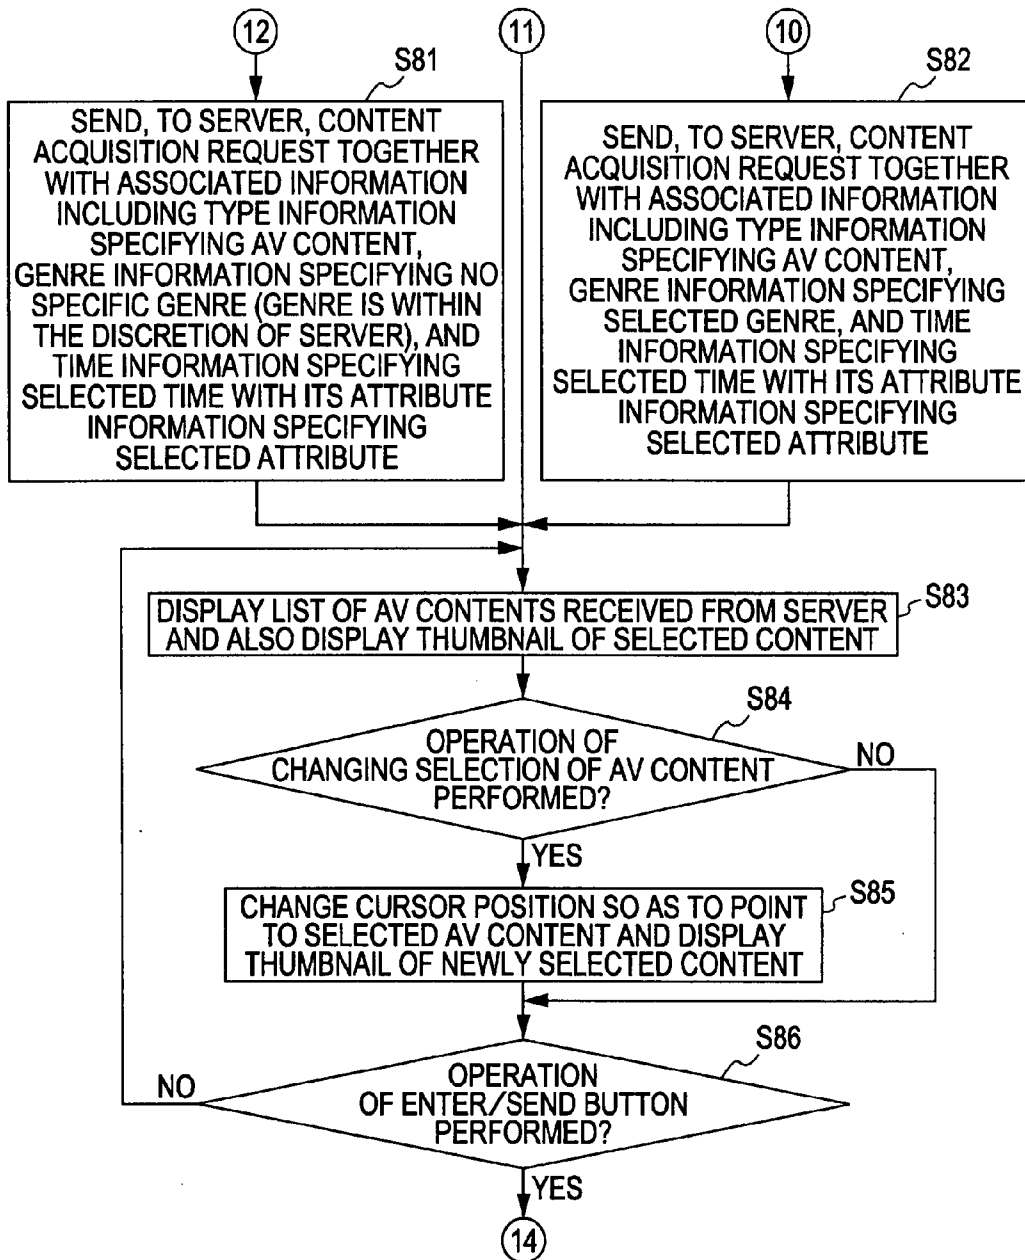 12
11
10
S81
SEND, TO SERVER, CONTENT
ACQUISITION REQUEST TOGETHER
WITH ASSOCIATED INFORMATION
INCLUDING TYPE INFORMATION
SPECIFYING AV CONTENT,
GENRE INFORMATION SPECIFYING NO
SPECIFIC GENRE (GENRE IS WITHIN
THE DISCRETION OF SERVER), AND
TIME INFORMATION SPECIFYING
SELECTED TIME WITH ITS ATTRIBUTE
INFORMATION SPECIFYING
SELECTED ATTRIBUTE
S82
SEND, TO SERVER, CONTENT
ACQUISITION REQUEST TOGETHER
WITH ASSOCIATED INFORMATION
INCLUDING TYPE INFORMATION
SPECIFYING AV CONTENT,
GENRE INFORMATION SPECIFYING
SELECTED GENRE, AND TIME
INFORMATION SPECIFYING
SELECTED TIME WITH ITS ATTRIBUTE
INFORMATION SPECIFYING
SELECTED ATTRIBUTE
S83
DISPLAY LIST OF AV CONTENTS RECEIVED FROM SERVER
AND ALSO DISPLAY THUMBNAIL OF SELECTED CONTENT
S84
OPERATION OF
CHANGING SELECTION OF AV CONTENT
PERFORMED?
NO
YES
S85
CHANGE CURSOR POSITION SO AS TO POINT
TO SELECTED AV CONTENT AND DISPLAY
THUMBNAIL OF NEWLY SELECTED CONTENT
S86
NO
OPERATION
OF ENTER/SEND BUTTON
PERFORMED?
YES
14